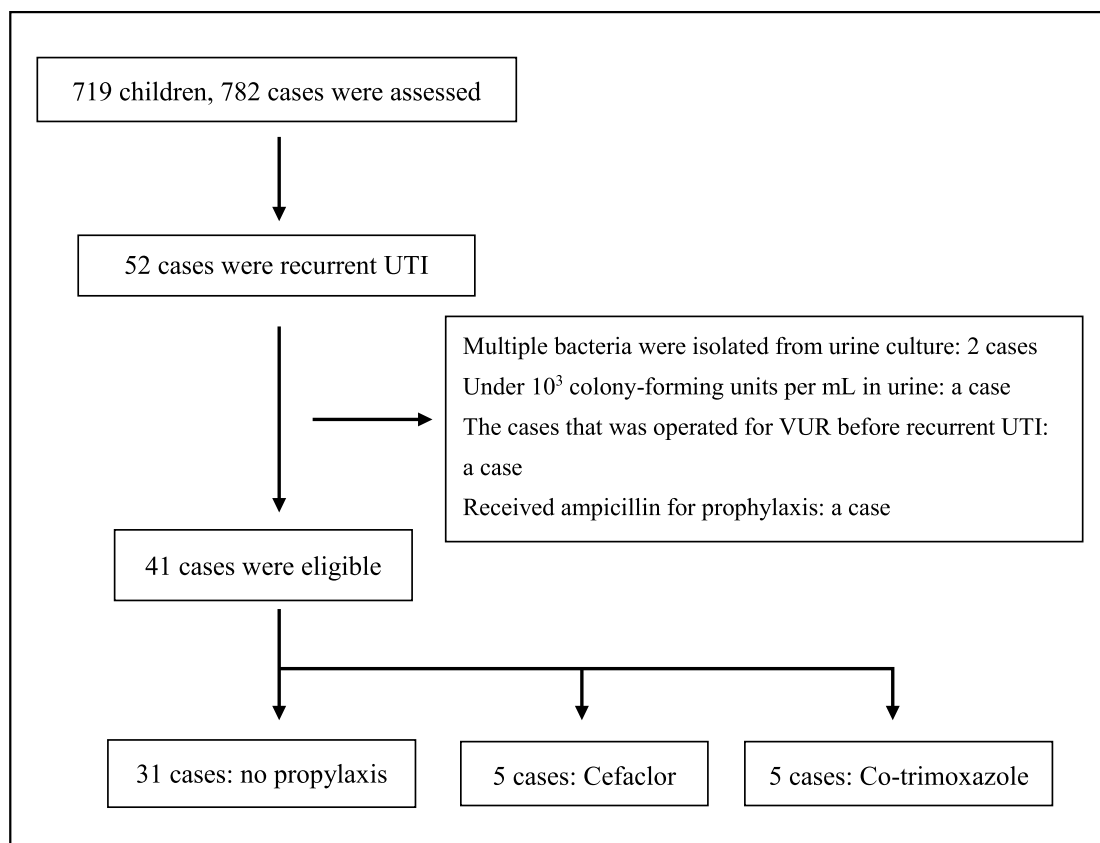 719 children, 782 cases were assessed
52 cases were recurrent UTI
Multiple bacteria were isolated from urine culture: 2 cases
Under 10³ colony-forming units per mL in urine: a case
The cases that was operated for VUR before recurrent UTI:
a case
Received ampicillin for prophylaxis: a case
41 cases were eligible
31 cases: no propylaxis
5 cases: Cefaclor
5 cases: Co-trimoxazole